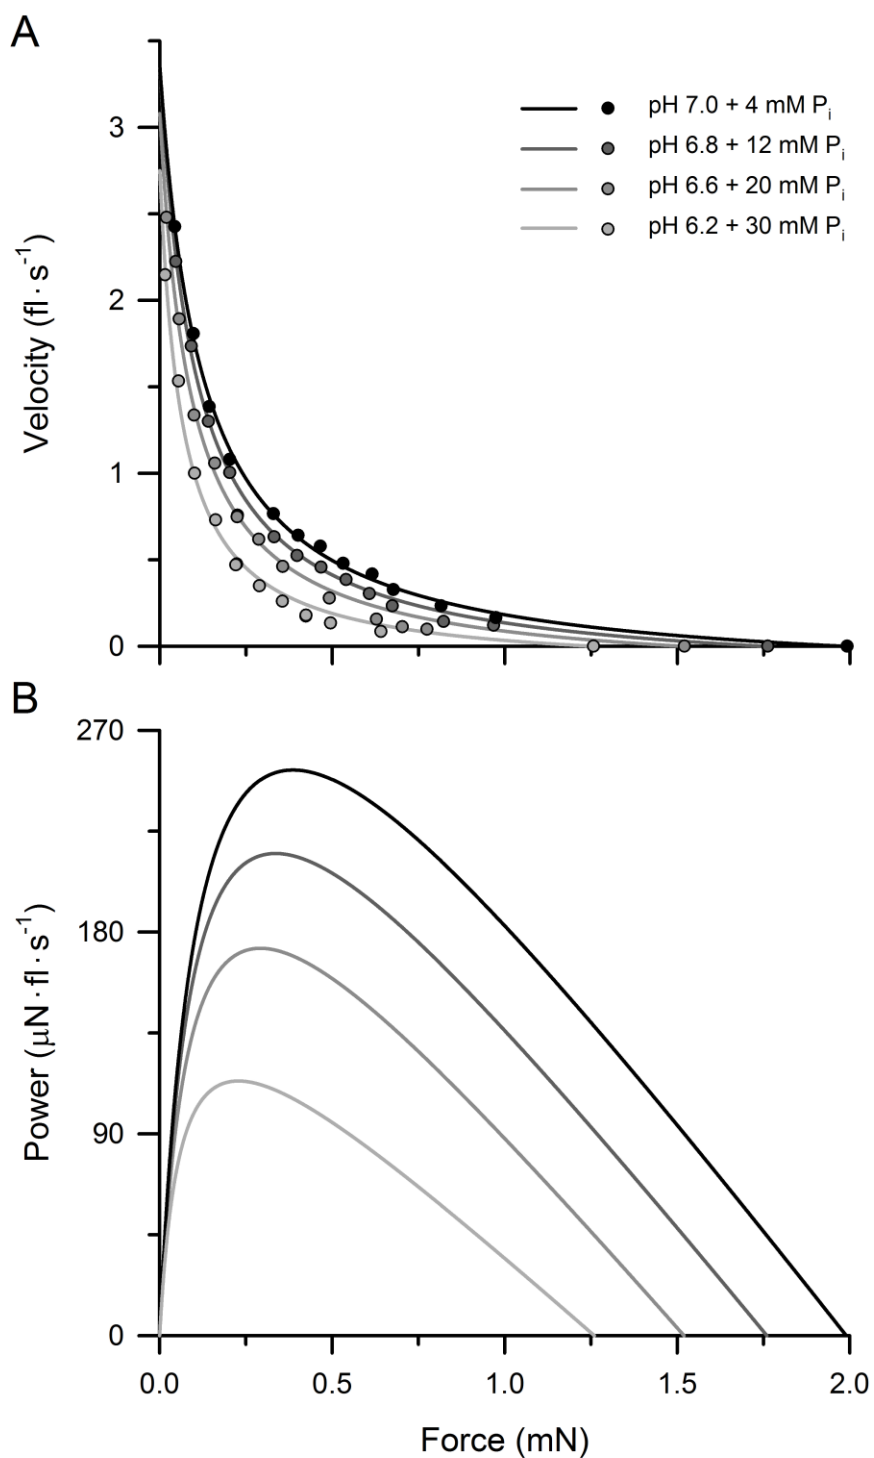 A
Velocity (fl·s⁻¹)
3
2
1
0
pH 7.0 + 4 mM Pᵢ
pH 6.8 + 12 mM Pᵢ
pH 6.6 + 20 mM Pᵢ
pH 6.2 + 30 mM Pᵢ
B
Power (μN·fl·s⁻¹)
270
180
90
0
0.0 0.5 1.0 1.5 2.0
Force (mN)